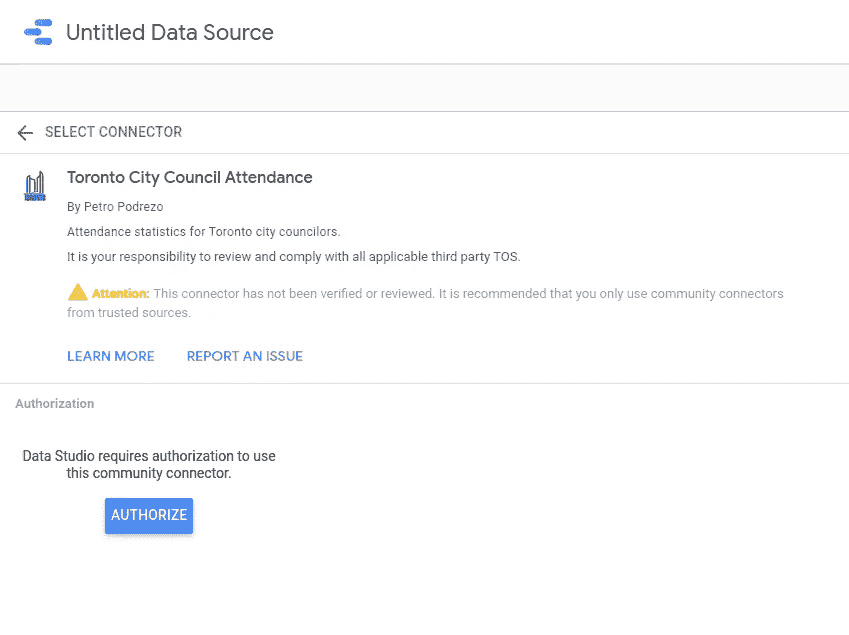 Untitled Data Source
SELECT CONNECTOR
Toronto City Council Attendance
By Petro Podrezo
Attendance statistics for Toronto city councilors.
It is your responsibility to review and comply with all applicable third party TOS.
Attention: This connector has not been verified or reviewed. It is recommended that you only use community connectors
from trusted sources.
LEARN MORE REPORT AN ISSUE
Authorization
Data Studio requires authorization to use
this community connector.
AUTHORIZE